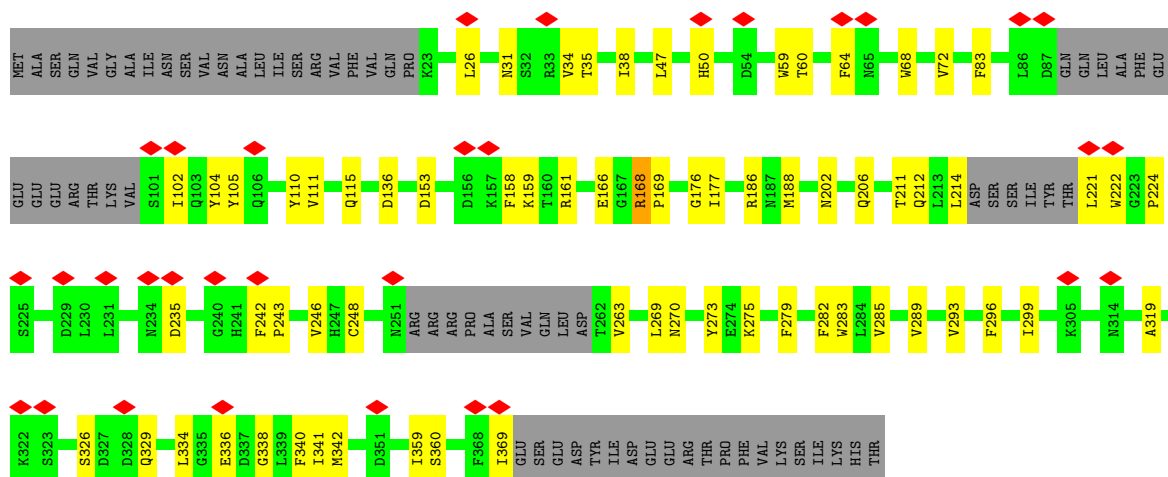 MET ALA SER GLN VAL GLY ALA ILE ASN SER VAL ASN ALA LEU ILE SER ARG VAL PHE VAL GLN PRO K23 L26 N31 S32 R33 V34 T35 I38 L47 H50 D54 W59 T60 F64 N65 W68 V72 F83 L86 D87 GLN GLN LEU ALA PHE GLU
GLU GLU GLU ARG THR LYS VAL S101 I102 Q103 Y104 Y105 Q106 Y110 V111 Q115 D136 D153 D156 K157 F158 K159 T160 R161 E166 G167 R168 P169 G176 I177 R186 N187 M188 N202 Q206 T211 Q212 L213 L214 ASP SER SER ILE TYR THR L221 W222 G223 P224
S225 D229 L230 L231 N234 D235 G240 H241 F242 P243 V246 H247 C248 N251 ARG ARG ARG PRO ALA SER VAL GLN LEU ASP T262 V263 L269 N270 Y273 E274 K275 F279 F282 W283 L284 V285 V289 V293 F296 I299 K305 N314 A319
K322 S323 S326 D327 D328 Q329 L334 G335 E336 D337 G338 L339 F340 I341 M342 D351 I359 S360 F368 I369 GLU SER GLU ASP TYR ILE ASP GLU GLU ARG THR PRO PHE VAL LYS SER ILE LYS HIS THR